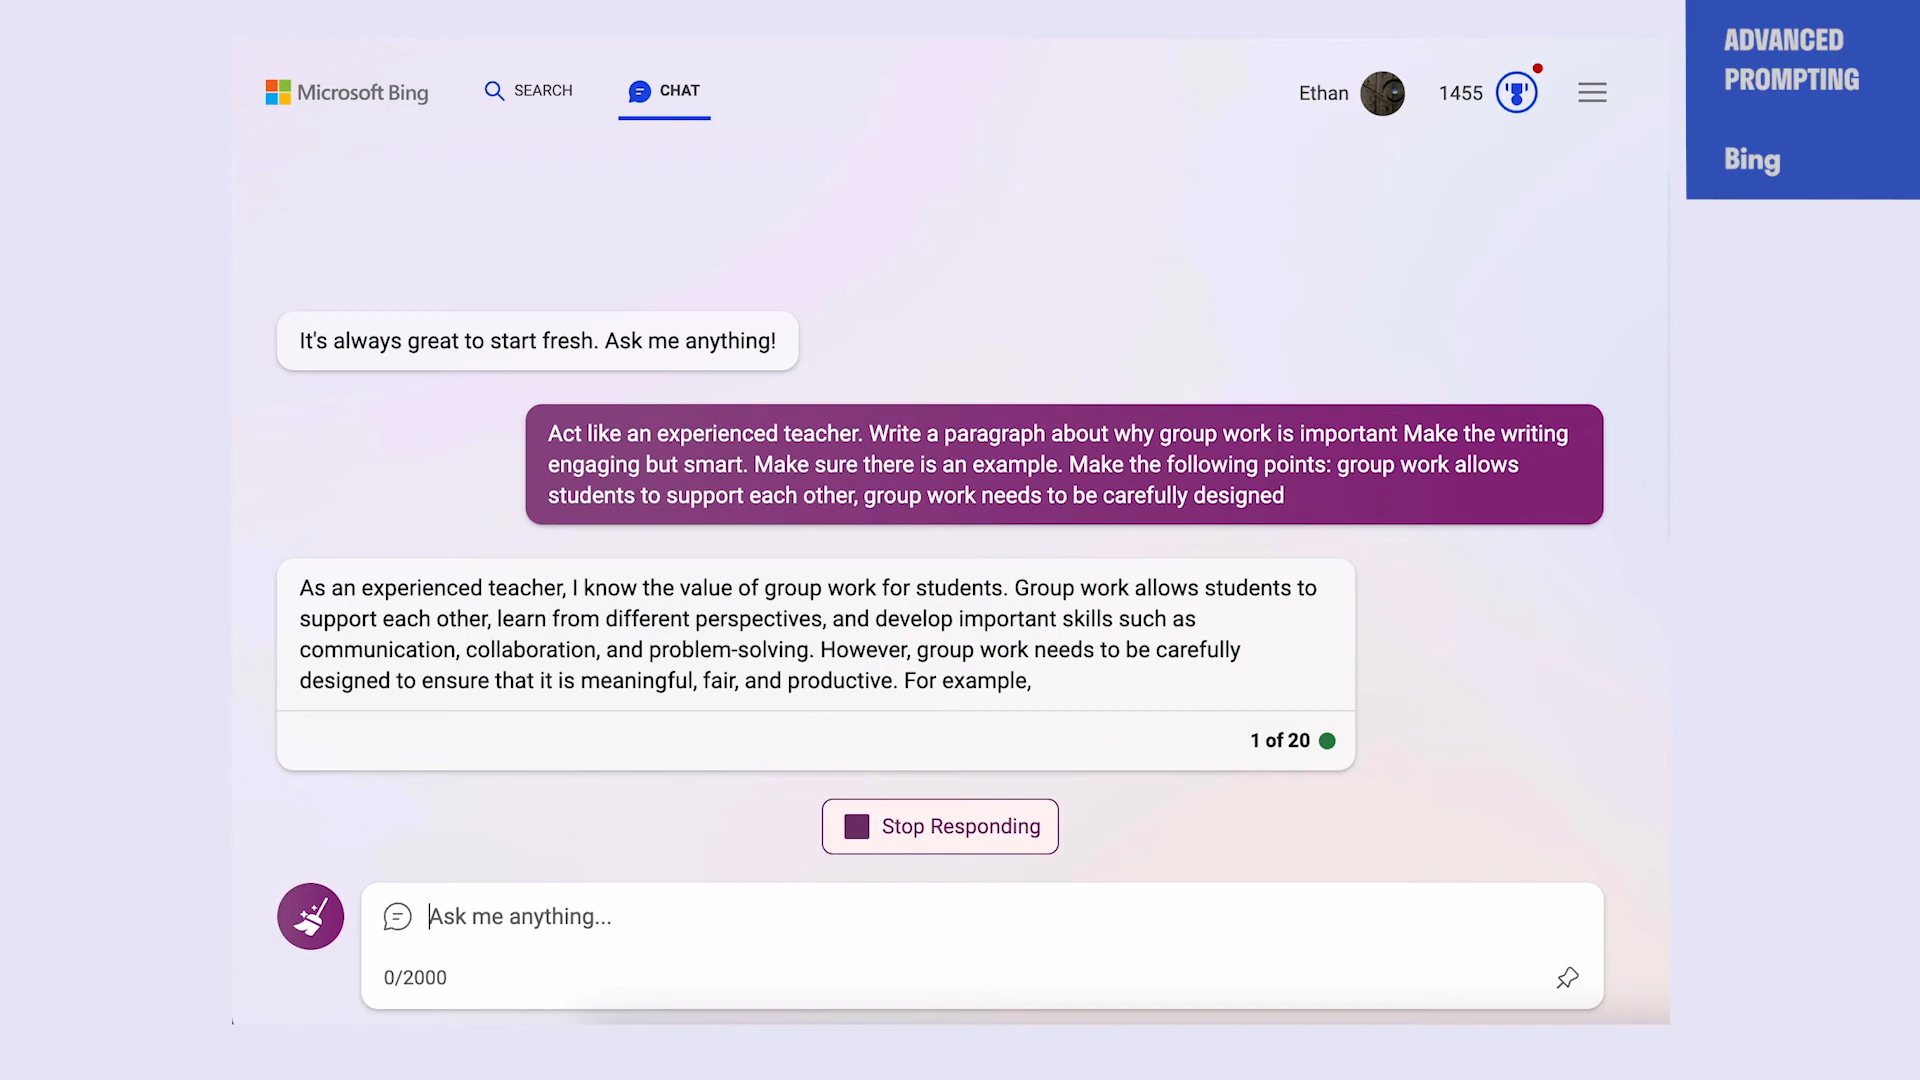 ADVANCED
PROMPTING
Bing
Microsoft Bing
SEARCH
CHAT
Ethan
1455
It's always great to start fresh. Ask me anything!
Act like an experienced teacher. Write a paragraph about why group work is important Make the writing
engaging but smart. Make sure there is an example. Make the following points: group work allows
students to support each other, group work needs to be carefully designed
As an experienced teacher, I know the value of group work for students. Group work allows students to
support each other, learn from different perspectives, and develop important skills such as
communication, collaboration, and problem-solving. However, group work needs to be carefully
designed to ensure that it is meaningful, fair, and productive. For example,
1 of 20
Stop Responding
Ask me anything...
0/2000